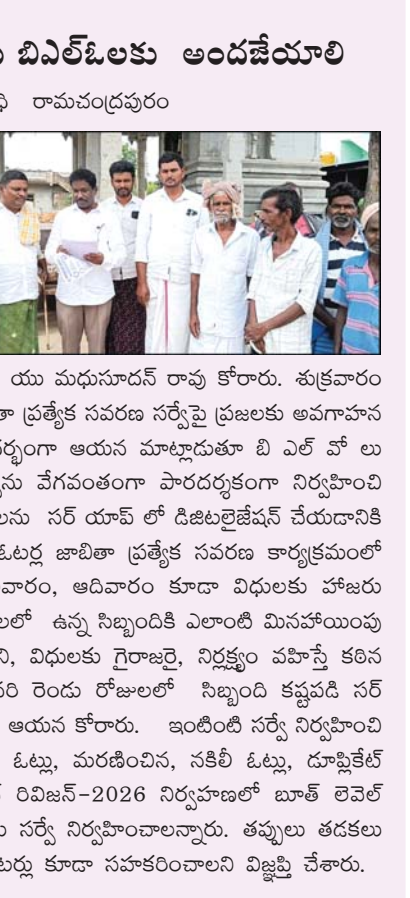 బిఎల్ఓలకు అందజేయాలి
రామచంద్రపురం
యు మధుసూదన్ రావు కోరారు. శుక్రవారం
ప్రత్యేక సవరణ సర్వేపై ప్రజలకు అవగాహన
ఆయన మాట్లాడుతూ బి ఎల్ వో లు
వేగవంతంగా పారదర్శకంగా నిర్వహించి
సర్ యాప్ లో డిజిటలైజేషన్ చేయడానికి
ఓటర్ల జాబితా ప్రత్యేక సవరణ కార్యక్రమంలో
ఆదివారం కూడా విధులకు హాజరు
ఉన్న సిబ్బందికి ఎలాంటి మినహాయింపు
విధులకు గైరాజరై, నిర్లక్ష్యం వహిస్తే కఠిన
రెండు రోజులలో సిబ్బంది కష్టపడి సర్
ఆయన కోరారు. ఇంటింటి సర్వే నిర్వహించి
ఓట్లు, మరణించిన, నకిలీ ఓట్లు, డూప్లికేట్
రివిజన్-2026 నిర్వహణలో బూత్ లెవెల్
సర్వే నిర్వహించాలన్నారు. తప్పులు తడకలు
కూడా సహకరించాలని విజ్ఞప్తి చేశారు.